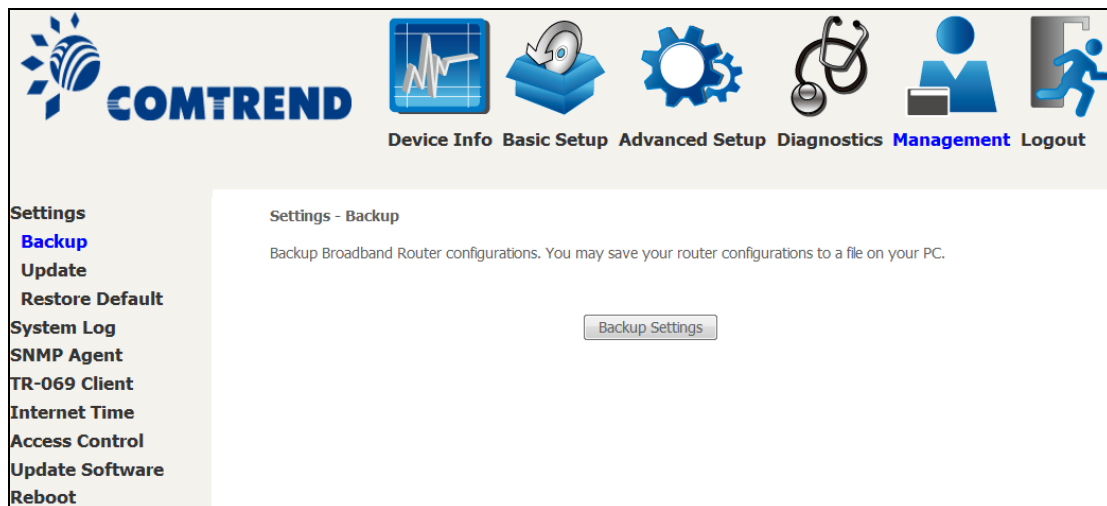 COMTREND
Device Info Basic Setup Advanced Setup Diagnostics Management Logout
Settings
Backup
Update
Restore Default
System Log
SNMP Agent
TR-069 Client
Internet Time
Access Control
Update Software
Reboot
Settings - Backup
Backup Broadband Router configurations. You may save your router configurations to a file on your PC.
Backup Settings